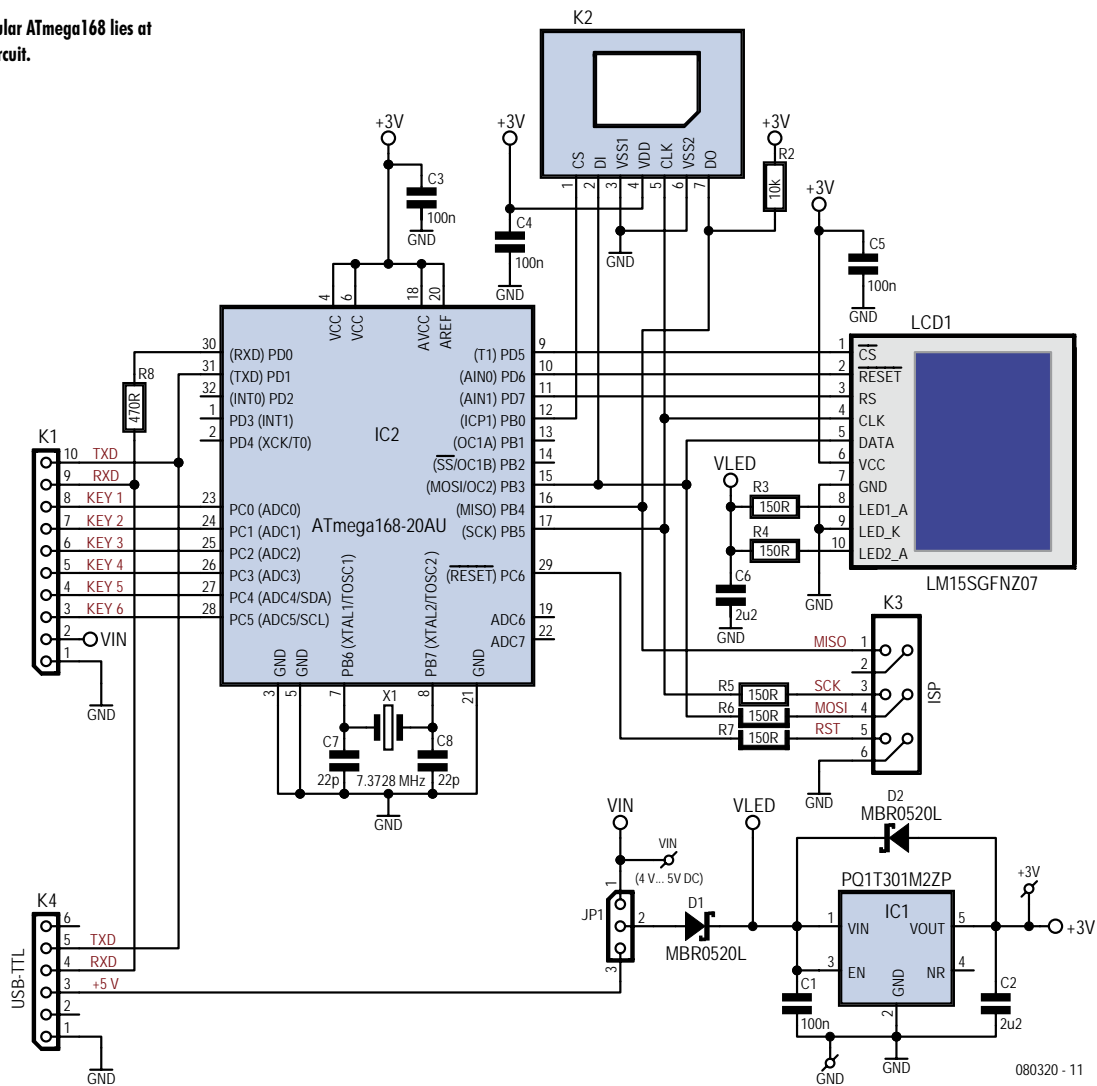 ular ATmega168 lies at
rcuit.
K2
+3V
+3V
+3V
+3V
C3
100n
GND
C4
100n
GND
CS
DI
VSS1
VDD
CLK
VSS2
DO
1
2
3
4
5
6
7
GND
R2
10k
C5
100n
GND
4
6
18
20
VCC
VCC
AVCC
AREF
30
31
32
1
2
(RXD) PD0
(TXD) PD1
(INT0) PD2
PD3 (INT1)
PD4 (XCK/T0)
IC2
ATmega168-20AU
R8
470R
K1
10 TXD
9 RXD
8 KEY 1
7 KEY 2
6 KEY 3
5 KEY 4
4 KEY 5
3 KEY 6
2 VIN
1
GND
23 PC0 (ADC0)
24 PC1 (ADC1)
25 PC2 (ADC2)
26 PC3 (ADC3)
27 PC4 (ADC4/SDA)
28 PC5 (ADC5/SCL)
(T1) PD5 9
(AIN0) PD6 10
(AIN1) PD7 11
(ICP1) PB0 12
(OC1A) PB1 13
(SS/OC1B) PB2 14
(MOSI/OC2) PB3 15
(MISO) PB4 16
(SCK) PB5 17
(RESET) PC6 29
ADC6 19
ADC7 22
GND
GND
PB6 (XTAL1/TOSC1)
PB7 (XTAL2/TOSC2)
GND
3
5
7
8
21
X1
C7
22p
7.3728 MHz
C8
22p
GND
LCD1
1 CS
2 RESET
3 RS
4 CLK
5 DATA
6 VCC
7 GND
8 LED1_A
9 LED_K
10 LED2_A
LM15SGFNZ07
VLED
R3
150R
R4
150R
C6
2u2
GND
GND
K3
MISO 1
2
R5 150R SCK 3
R6 150R MOSI 4
R7 150R RST 5
6
ISP
GND
K4
6
5 TXD
4 RXD
3 +5 V
2
1
USB-TTL
GND
VIN
VIN
(4 V... 5V DC)
JP1
1
2
3
D1
MBR0520L
VLED
D2
MBR0520L
PQ1T301M2ZP
IC1
1 VIN
VOUT 5
3 EN
NR 4
GND
2
C1
100n
C2
2u2
+3V
+3V
GND
GND
080320 - 11